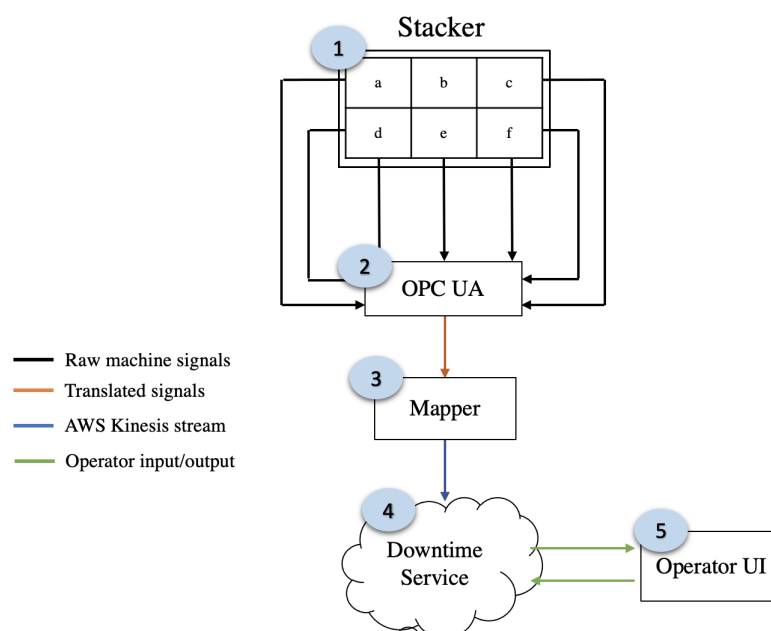 Stacker
1
a b c
d e f
2
OPC UA
Raw machine signals
Translated signals
AWS Kinesis stream
Operator input/output
3
Mapper
4
Downtime
Service
5
Operator UI